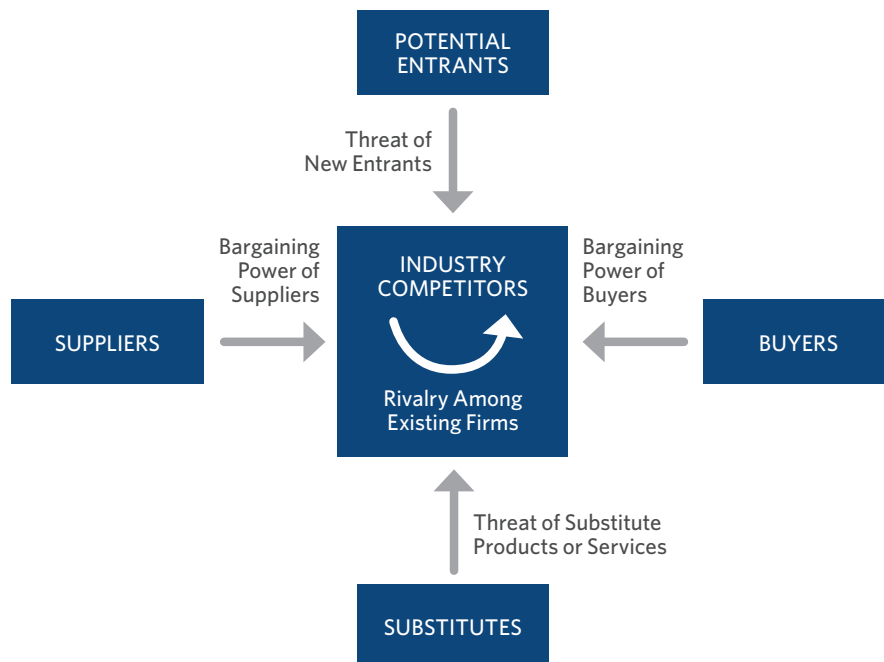 POTENTIAL
ENTRANTS
Threat of
New Entrants
Bargaining
Power of
Suppliers
INDUSTRY
COMPETITORS
Bargaining
Power of
Buyers
SUPPLIERS
BUYERS
Rivalry Among
Existing Firms
Threat of Substitute
Products or Services
SUBSTITUTES